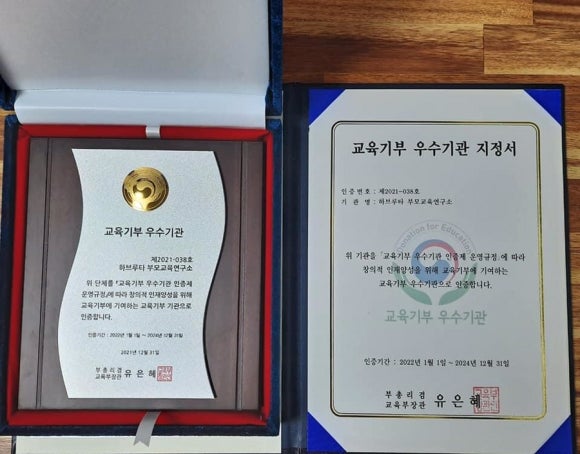 교육기부 우수기관
제2021-038호
하브루타 부모교육연구소
위 단체를 『교육기부 우수기관 인증제
운영규정』에 따라 창의적 인재양성을 위해
교육기부에 기여하는 교육기부 기관으로
인증합니다.
인증기간 : 2022년 1월 1일 ~ 2024년 12월 31일
2021년 12월 31일
부총리겸
교육부장관 유은혜
교육기부 우수기관 지정서
인증번호 : 제2021-038호
기 관 명 : 하브루타 부모교육연구소
Donation for Education
위 기관을 「교육기부 우수기관 인증제 운영규정」에 따라
창의적 인재양성을 위해 교육기부에 기여하는
교육기부 우수기관으로 인증합니다.
교육기부 우수기관
인증기간 : 2022년 1월 1일 ~ 2024년 12월 31일
부총리겸
교육부장관 유은혜